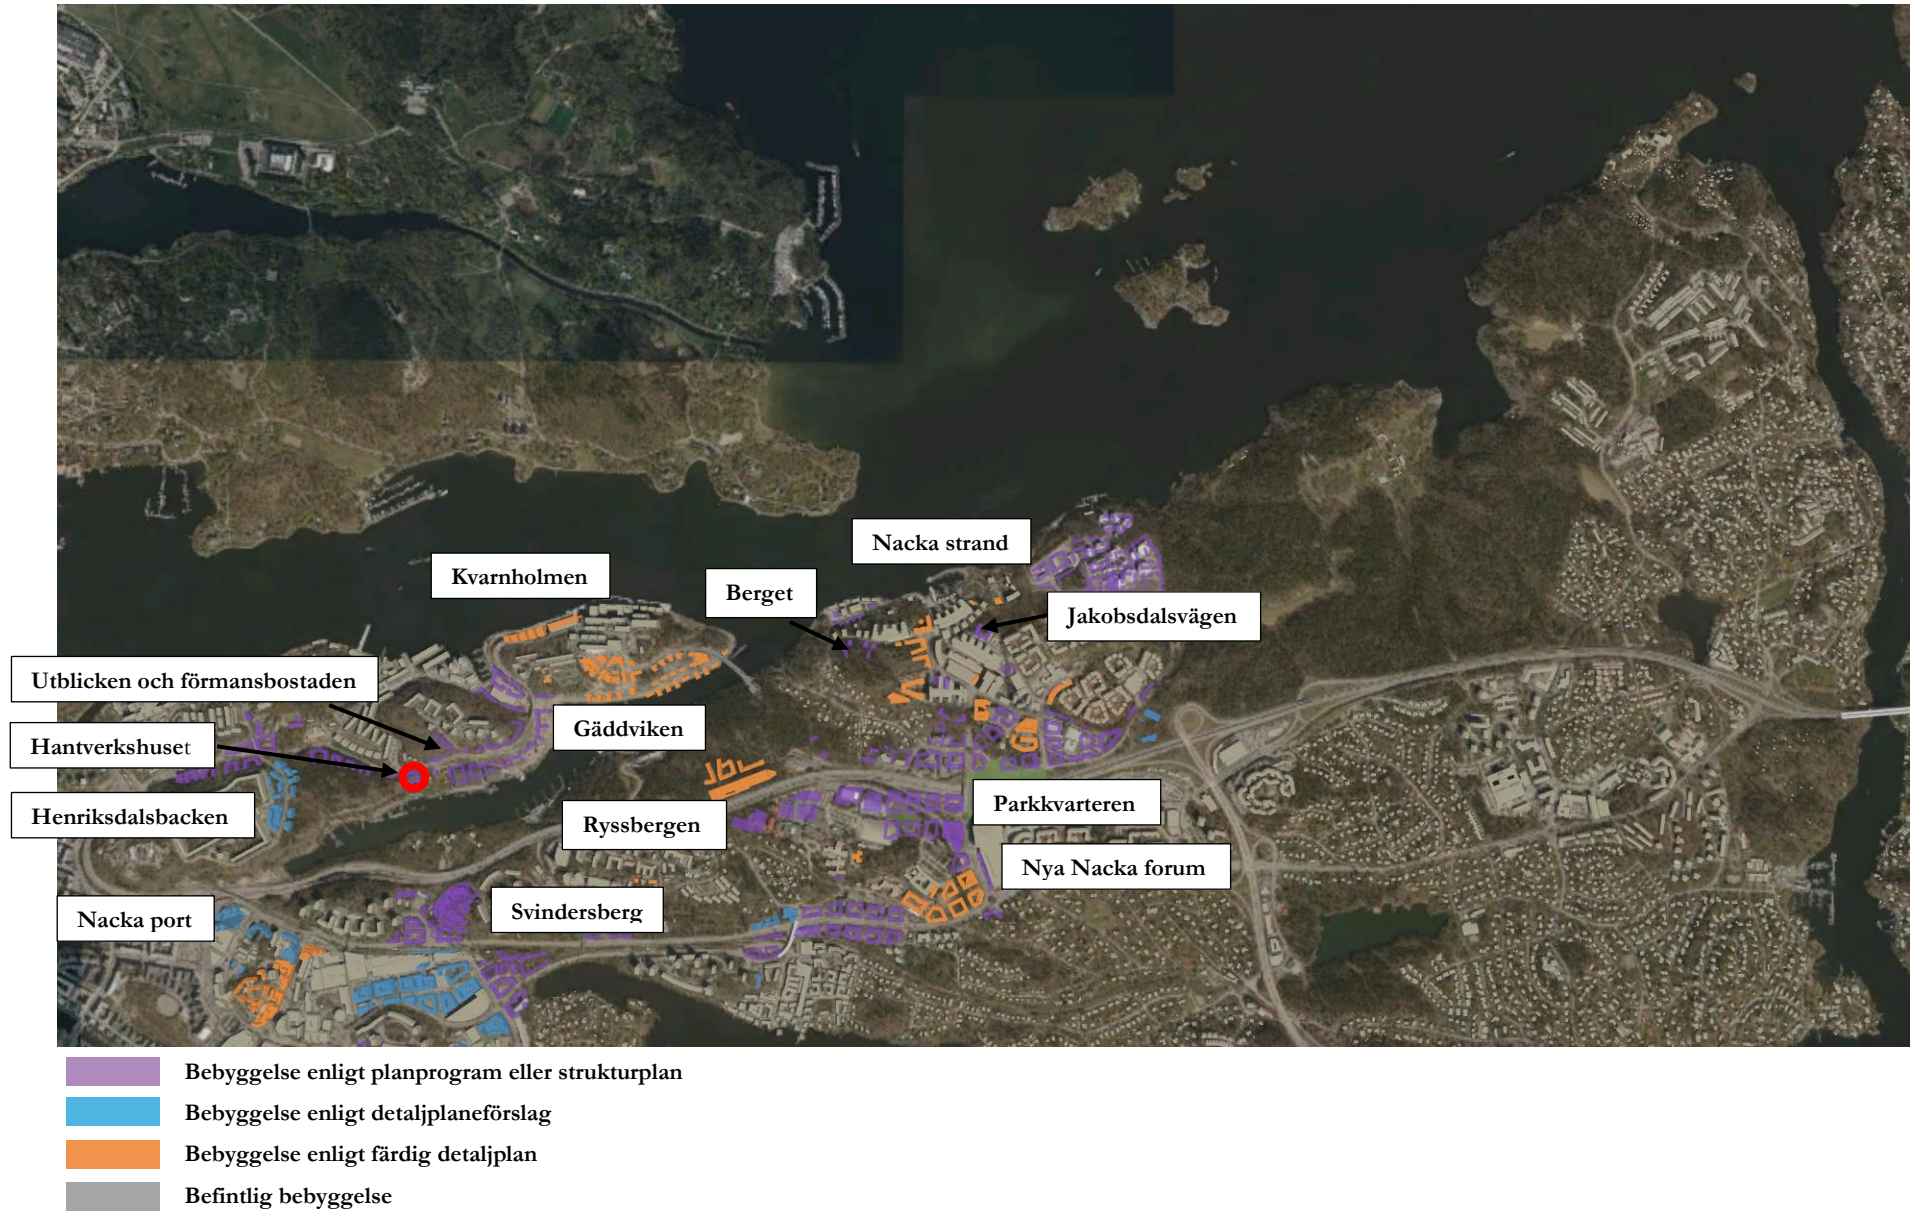 Nacka strand
Kvarnholmen
Berget
Jakobsdalsvägen
Utblicken och förmansbostaden
Gäddviken
Hantverkshuset
Parkkvarteren
Henriksdalsbacken
Ryssbergen
Nya Nacka forum
Svindersberg
Nacka port
Bebyggelse enligt planprogram eller strukturplan
Bebyggelse enligt detaljplaneförslag
Bebyggelse enligt färdig detaljplan
Befintlig bebyggelse